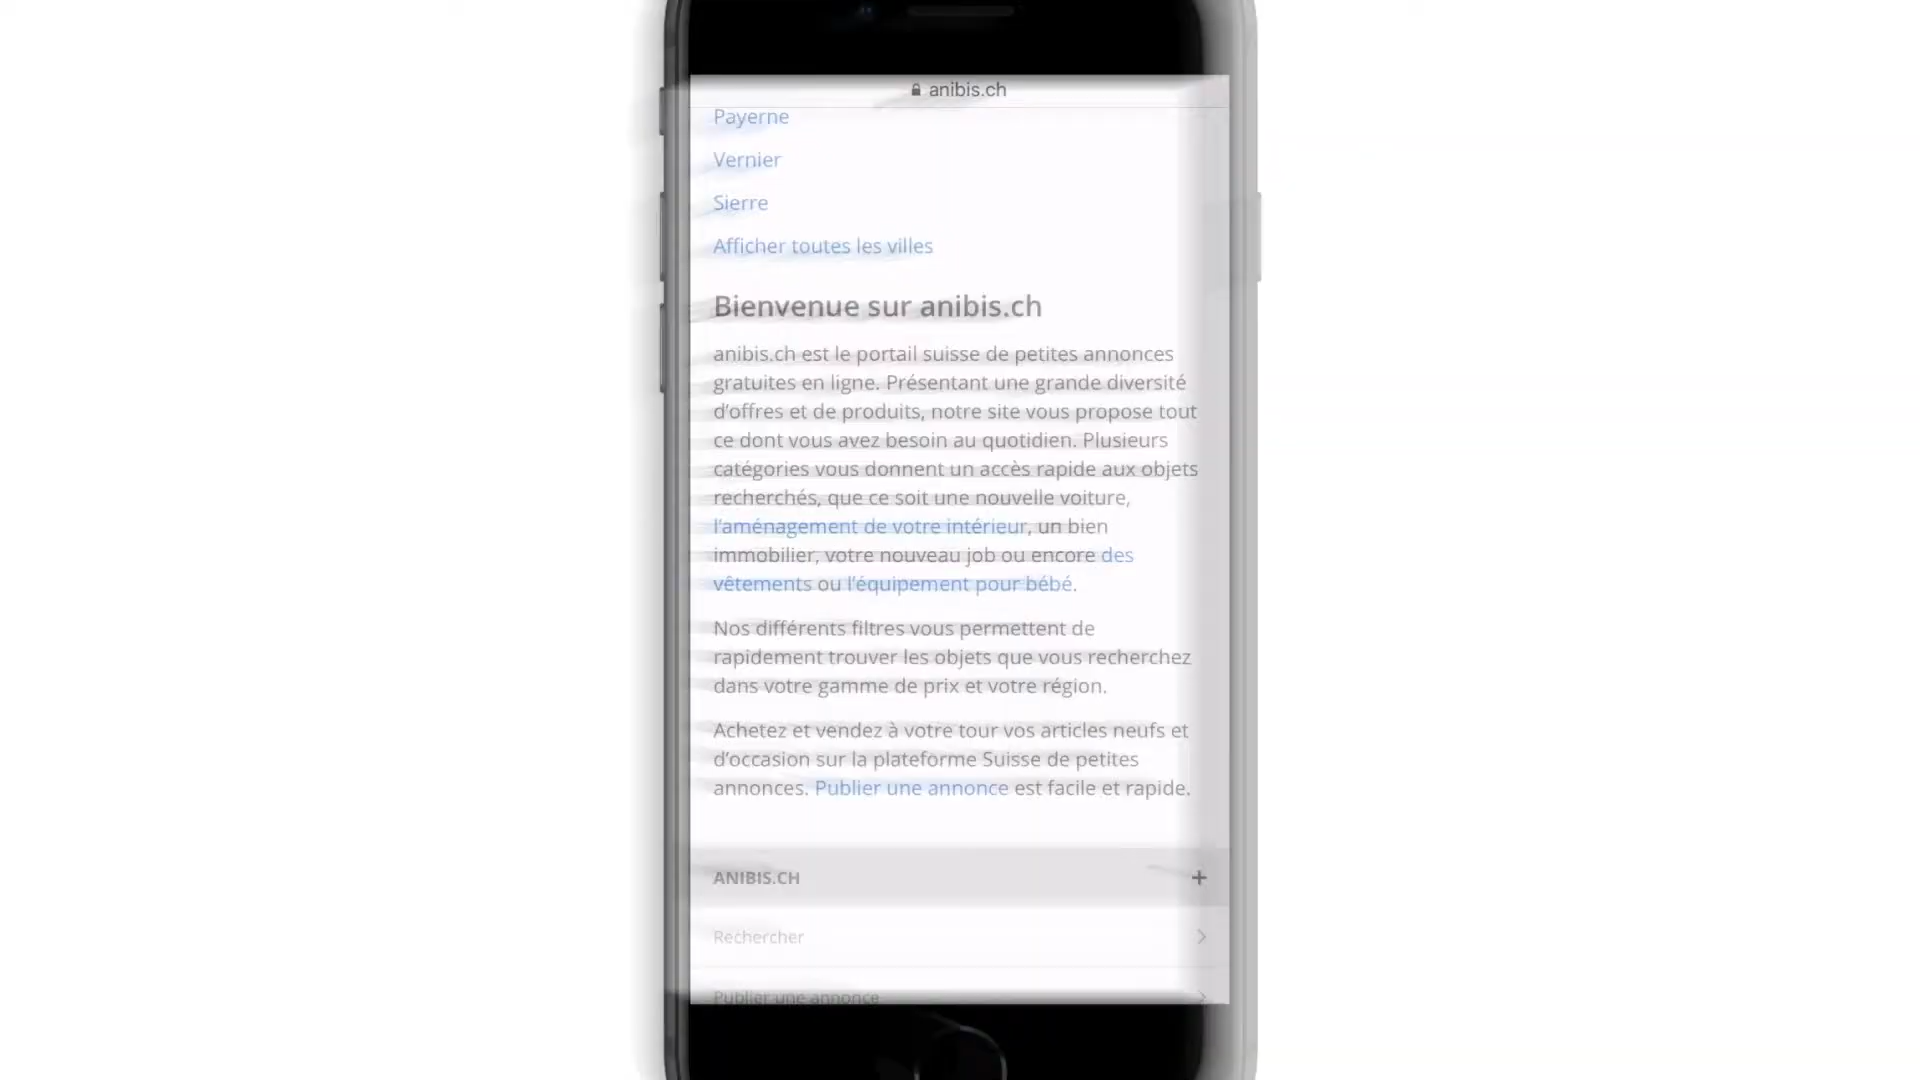 anibis.ch
Payerne
Vernier
Sierre
Afficher toutes les villes
Bienvenue sur anibis.ch
anibis.ch est le portail suisse de petites annonces
gratuites en ligne. Présentant une grande diversité
d'offres et de produits, notre site vous propose tout
ce dont vous avez besoin au quotidien. Plusieurs
catégories vous donnent un accès rapide aux objets
recherchés, que ce soit une nouvelle voiture,
l'aménagement de votre intérieur, un bien
immobilier, votre nouveau job ou encore des
vêtements ou l'équipement pour bébé.
Nos différents filtres vous permettent de
rapidement trouver les objets que vous recherchez
dans votre gamme de prix et votre région.
Achetez et vendez à votre tour vos articles neufs et
d'occasion sur la plateforme Suisse de petites
annonces. Publier une annonce est facile et rapide.
ANIBIS.CH +
Rechercher
Publier une annonce